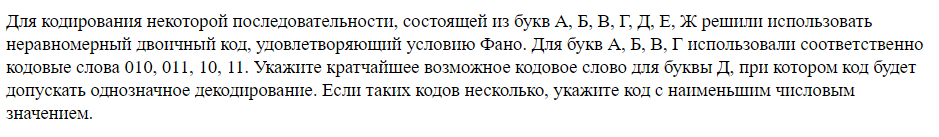 Для кодирования некоторой последовательности, состоящей из букв А, Б, В, Г, Д, Е, Ж решили использовать
неравномерный двоичный код, удовлетворяющий условию Фано. Для букв А, Б, В, Г использовали соответственно
кодовые слова 010, 011, 10, 11. Укажите кратчайшее возможное кодовое слово для буквы Д, при котором код будет
допускать однозначное декодирование. Если таких кодов несколько, укажите код с наименьшим числовым
значением.